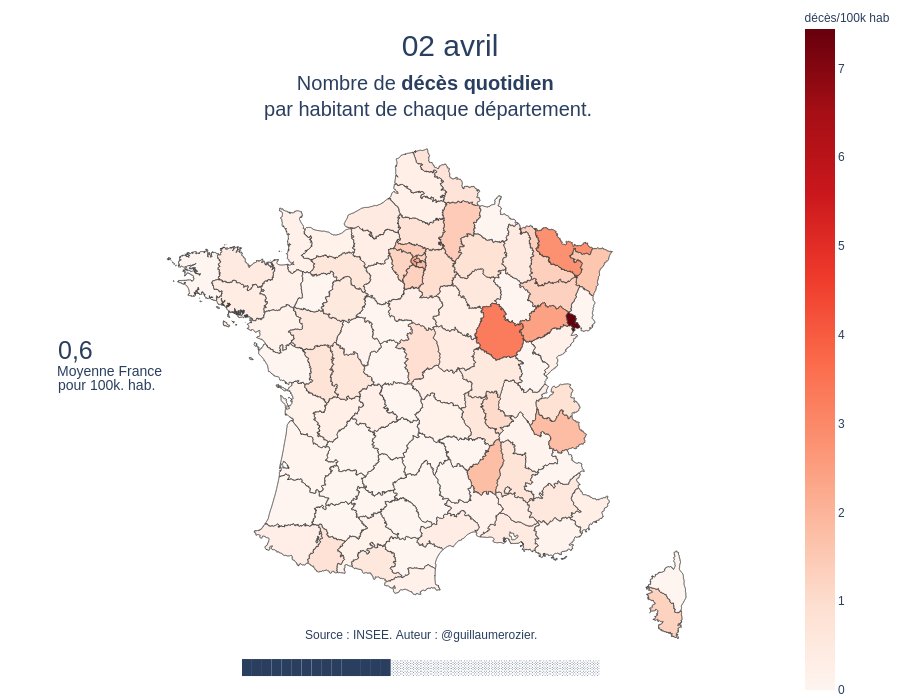 décès/100k hab
02 avril
Nombre de décès quotidien
par habitant de chaque département.
7
6
5
4
3
2
1
0
0,6
Moyenne France
pour 100k. hab.
Source : INSEE. Auteur : @guillaumerozier.